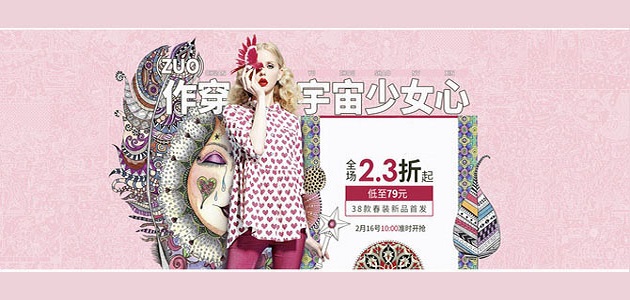 ZUO
作穿 宇宙少女心
全场2.3折起
低至79元
38款春装新品首发
2月16号10:00准时开抢